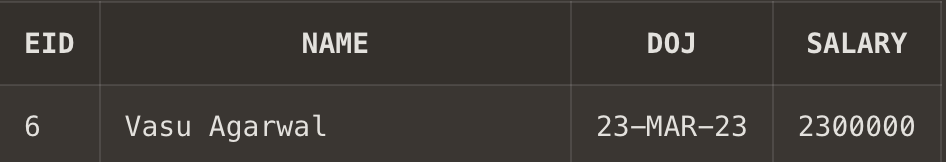 EID NAME DOJ SALARY
6 Vasu Agarwal 23-MAR-23 2300000